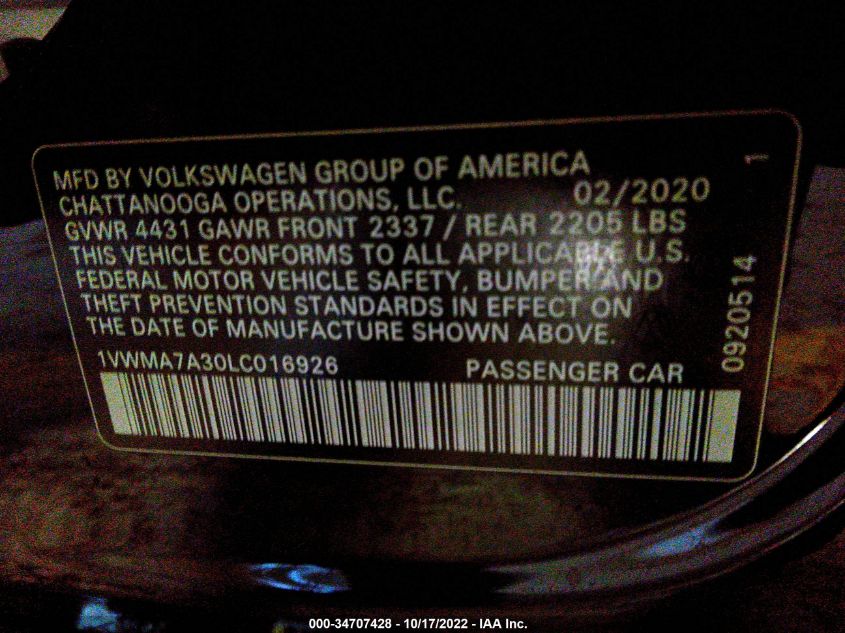 MFD BY VOLKSWAGEN GROUP OF AMERICA
CHATTANOOGA OPERATIONS, LLC. 02/2020
GVWR 4431 GAWR FRONT 2337 / REAR 2205 LBS
THIS VEHICLE CONFORMS TO ALL APPLICABLE U.S.
FEDERAL MOTOR VEHICLE SAFETY, BUMPER AND
THEFT PREVENTION STANDARDS IN EFFECT ON
THE DATE OF MANUFACTURE SHOWN ABOVE.
1VWMA7A30LC016926 PASSENGER CAR
0920514 1
000-34707428 - 10/17/2022 - IAA Inc.